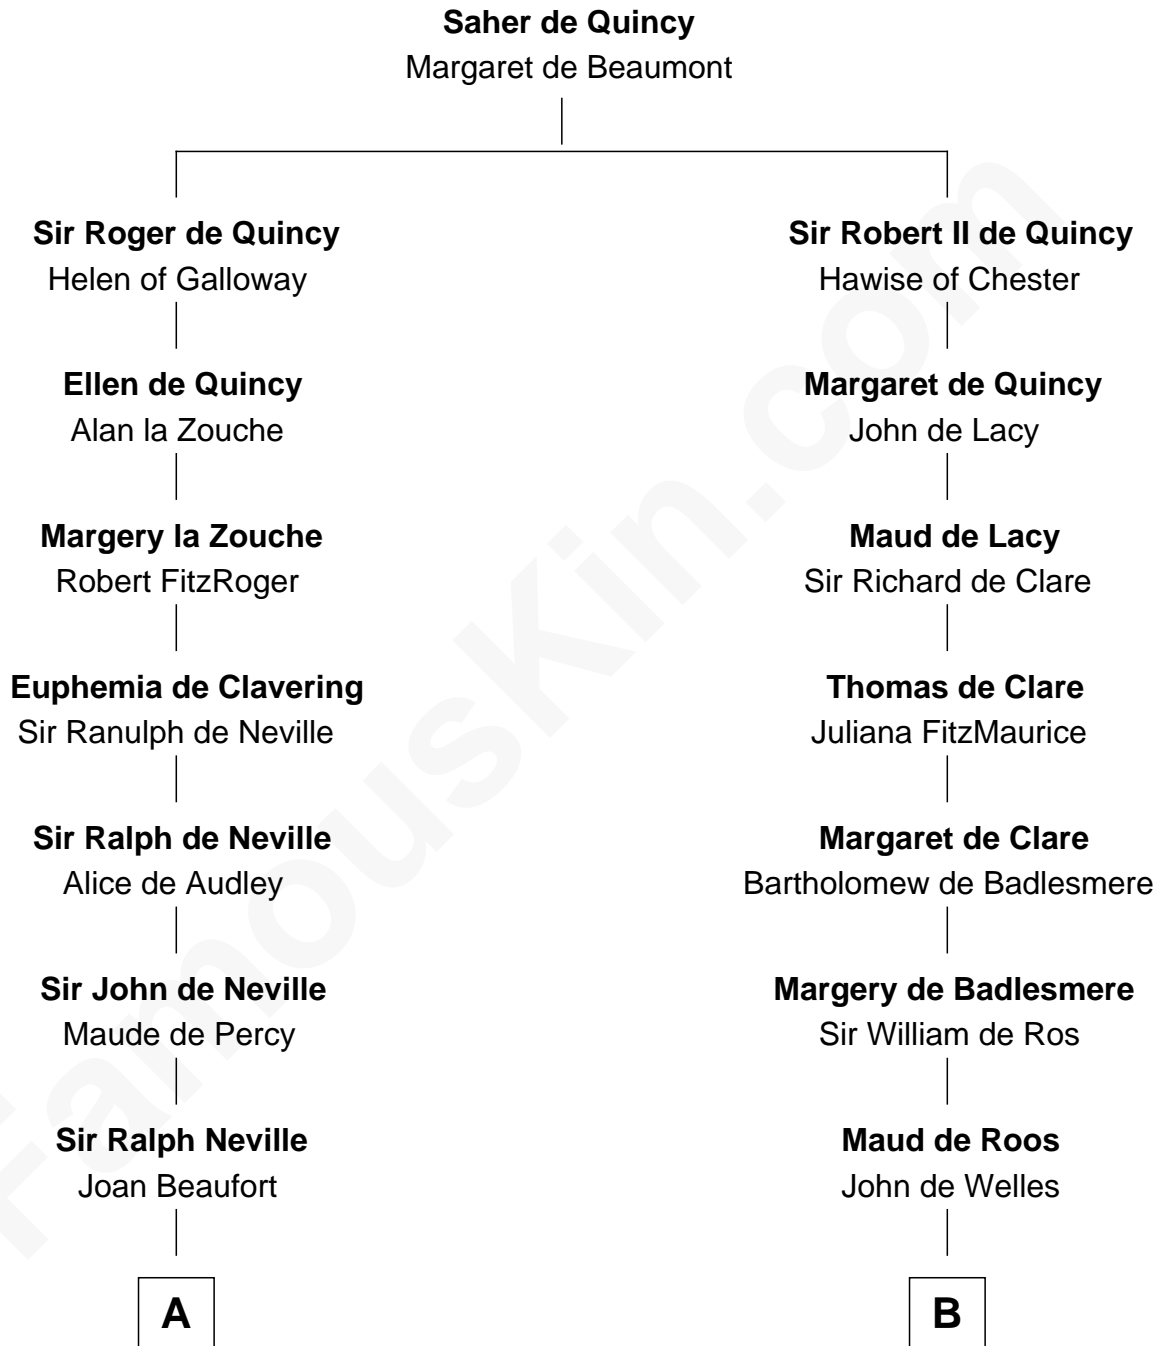 Saher de Quincy
Margaret de Beaumont
Sir Roger de Quincy
Helen of Galloway
Sir Robert II de Quincy
Hawise of Chester
Ellen de Quincy
Alan la Zouche
Margaret de Quincy
John de Lacy
Margery la Zouche
Robert FitzRoger
Maud de Lacy
Sir Richard de Clare
Euphemia de Clavering
Sir Ranulph de Neville
Thomas de Clare
Juliana FitzMaurice
Sir Ralph de Neville
Alice de Audley
Margaret de Clare
Bartholomew de Badlesmere
Sir John de Neville
Maude de Percy
Margery de Badlesmere
Sir William de Ros
Sir Ralph Neville
Joan Beaufort
Maud de Roos
John de Welles
A
B
FamousKin.com